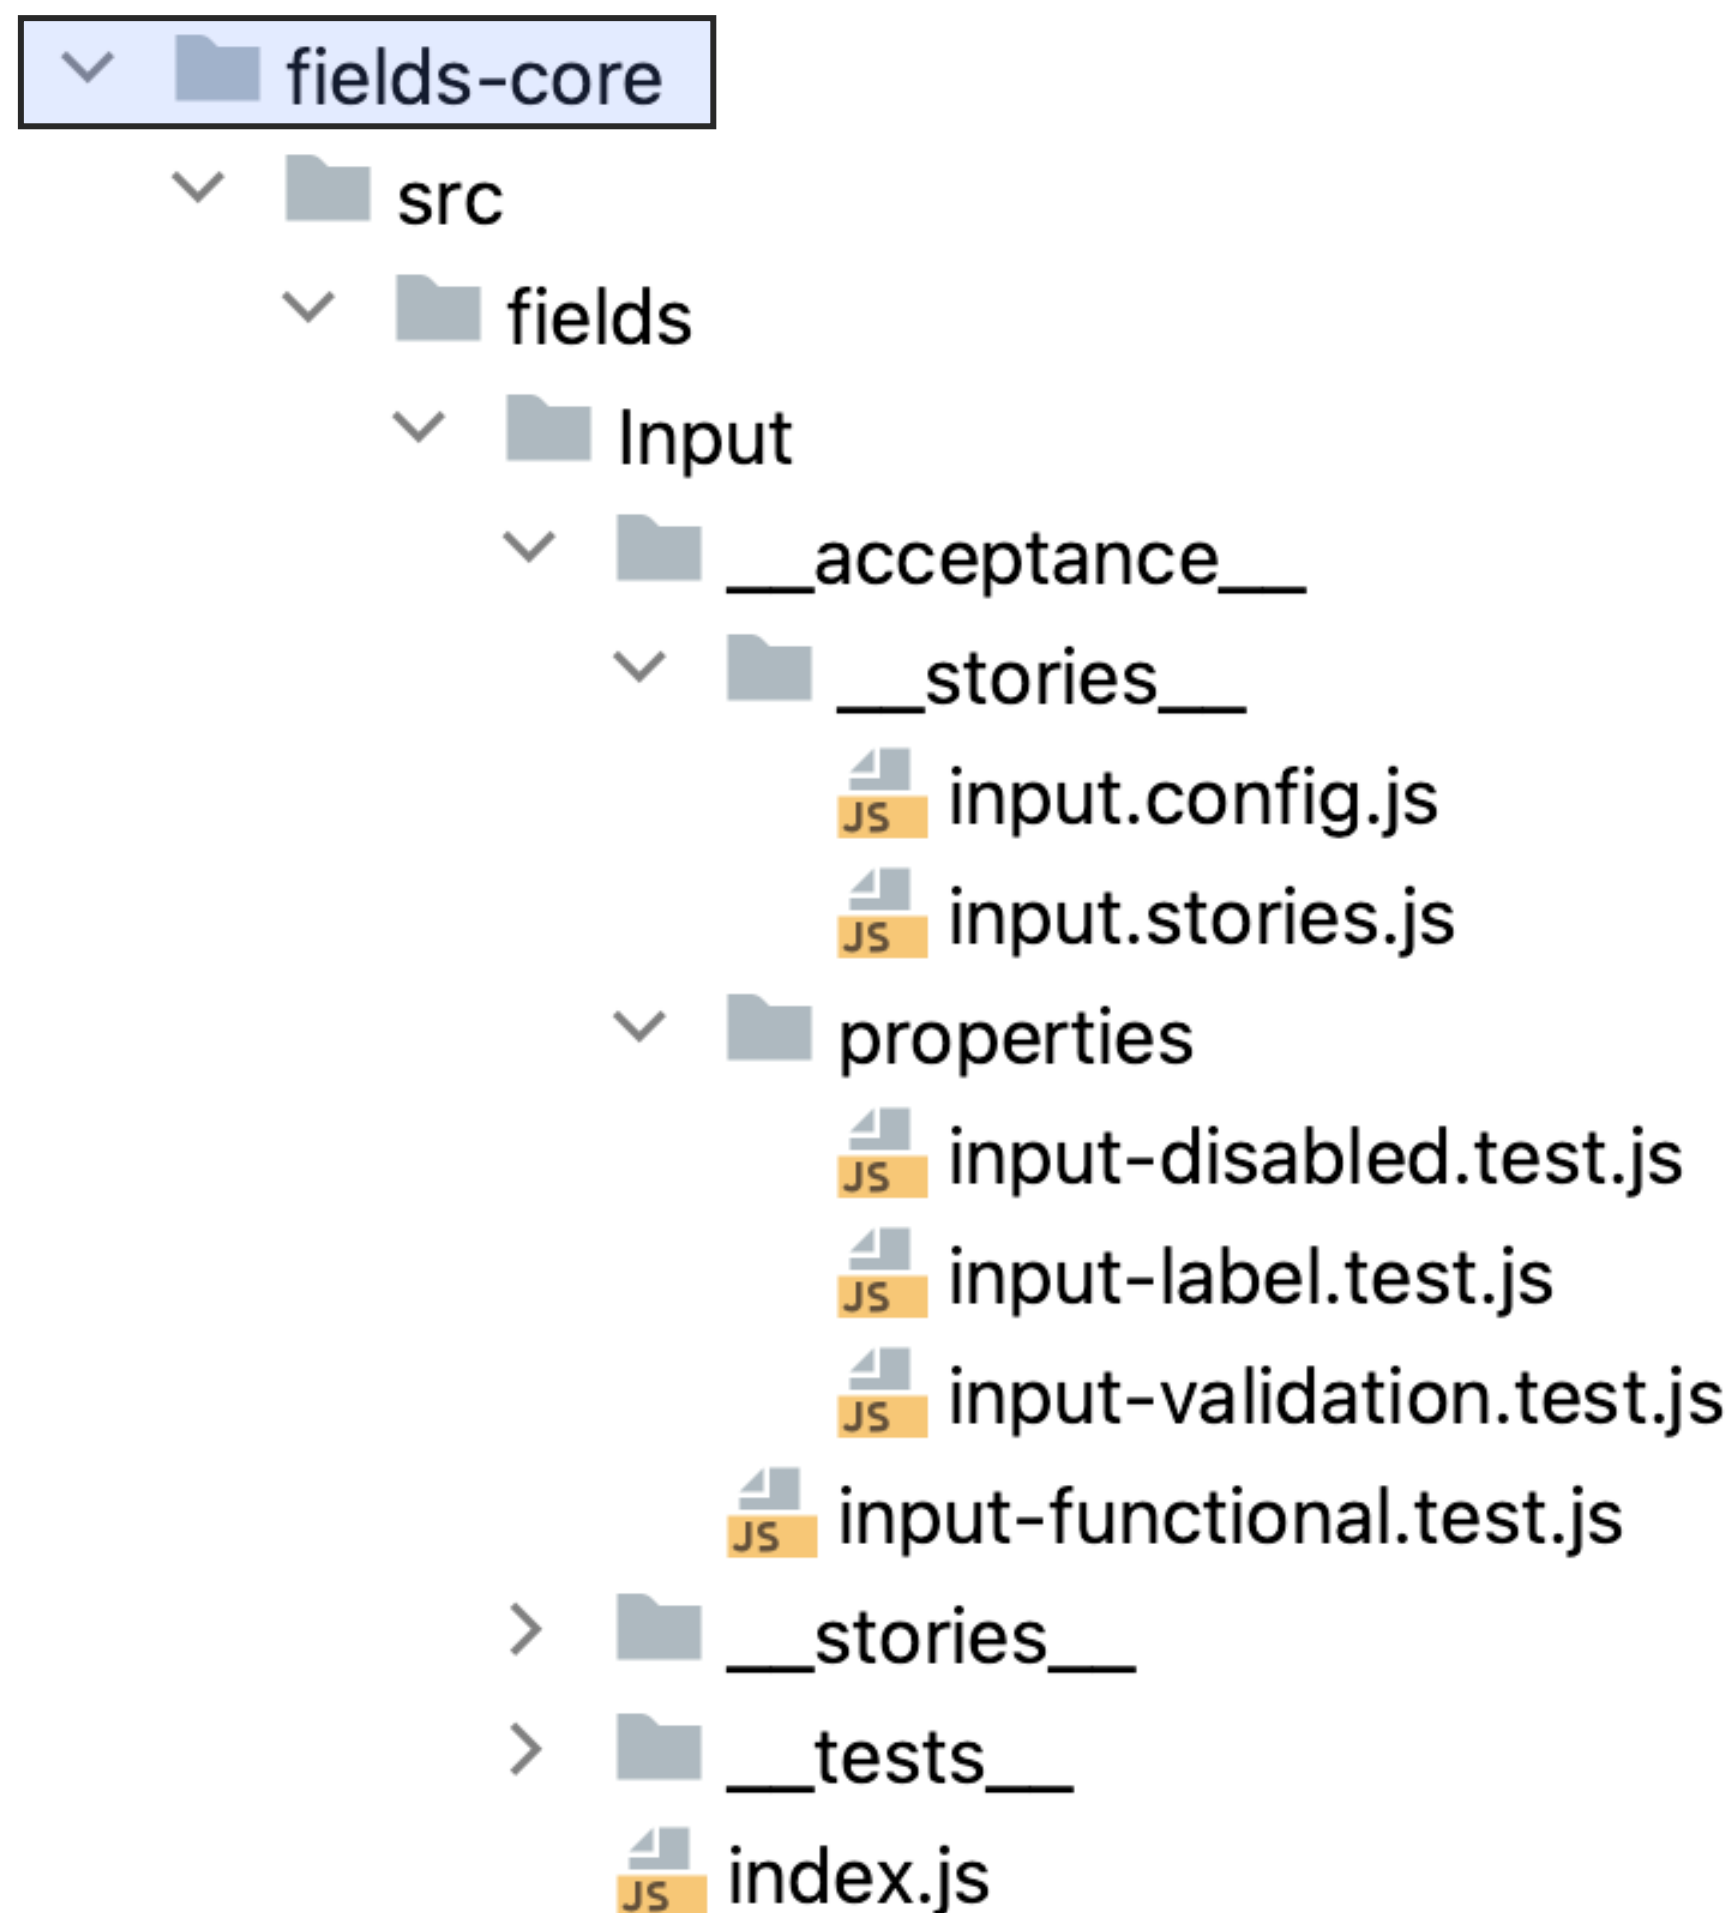 fields-core
src
fields
Input
__acceptance__
__stories__
JS input.config.js
JS input.stories.js
properties
JS input-disabled.test.js
JS input-label.test.js
JS input-validation.test.js
JS input-functional.test.js
__stories__
__tests__
JS index.js